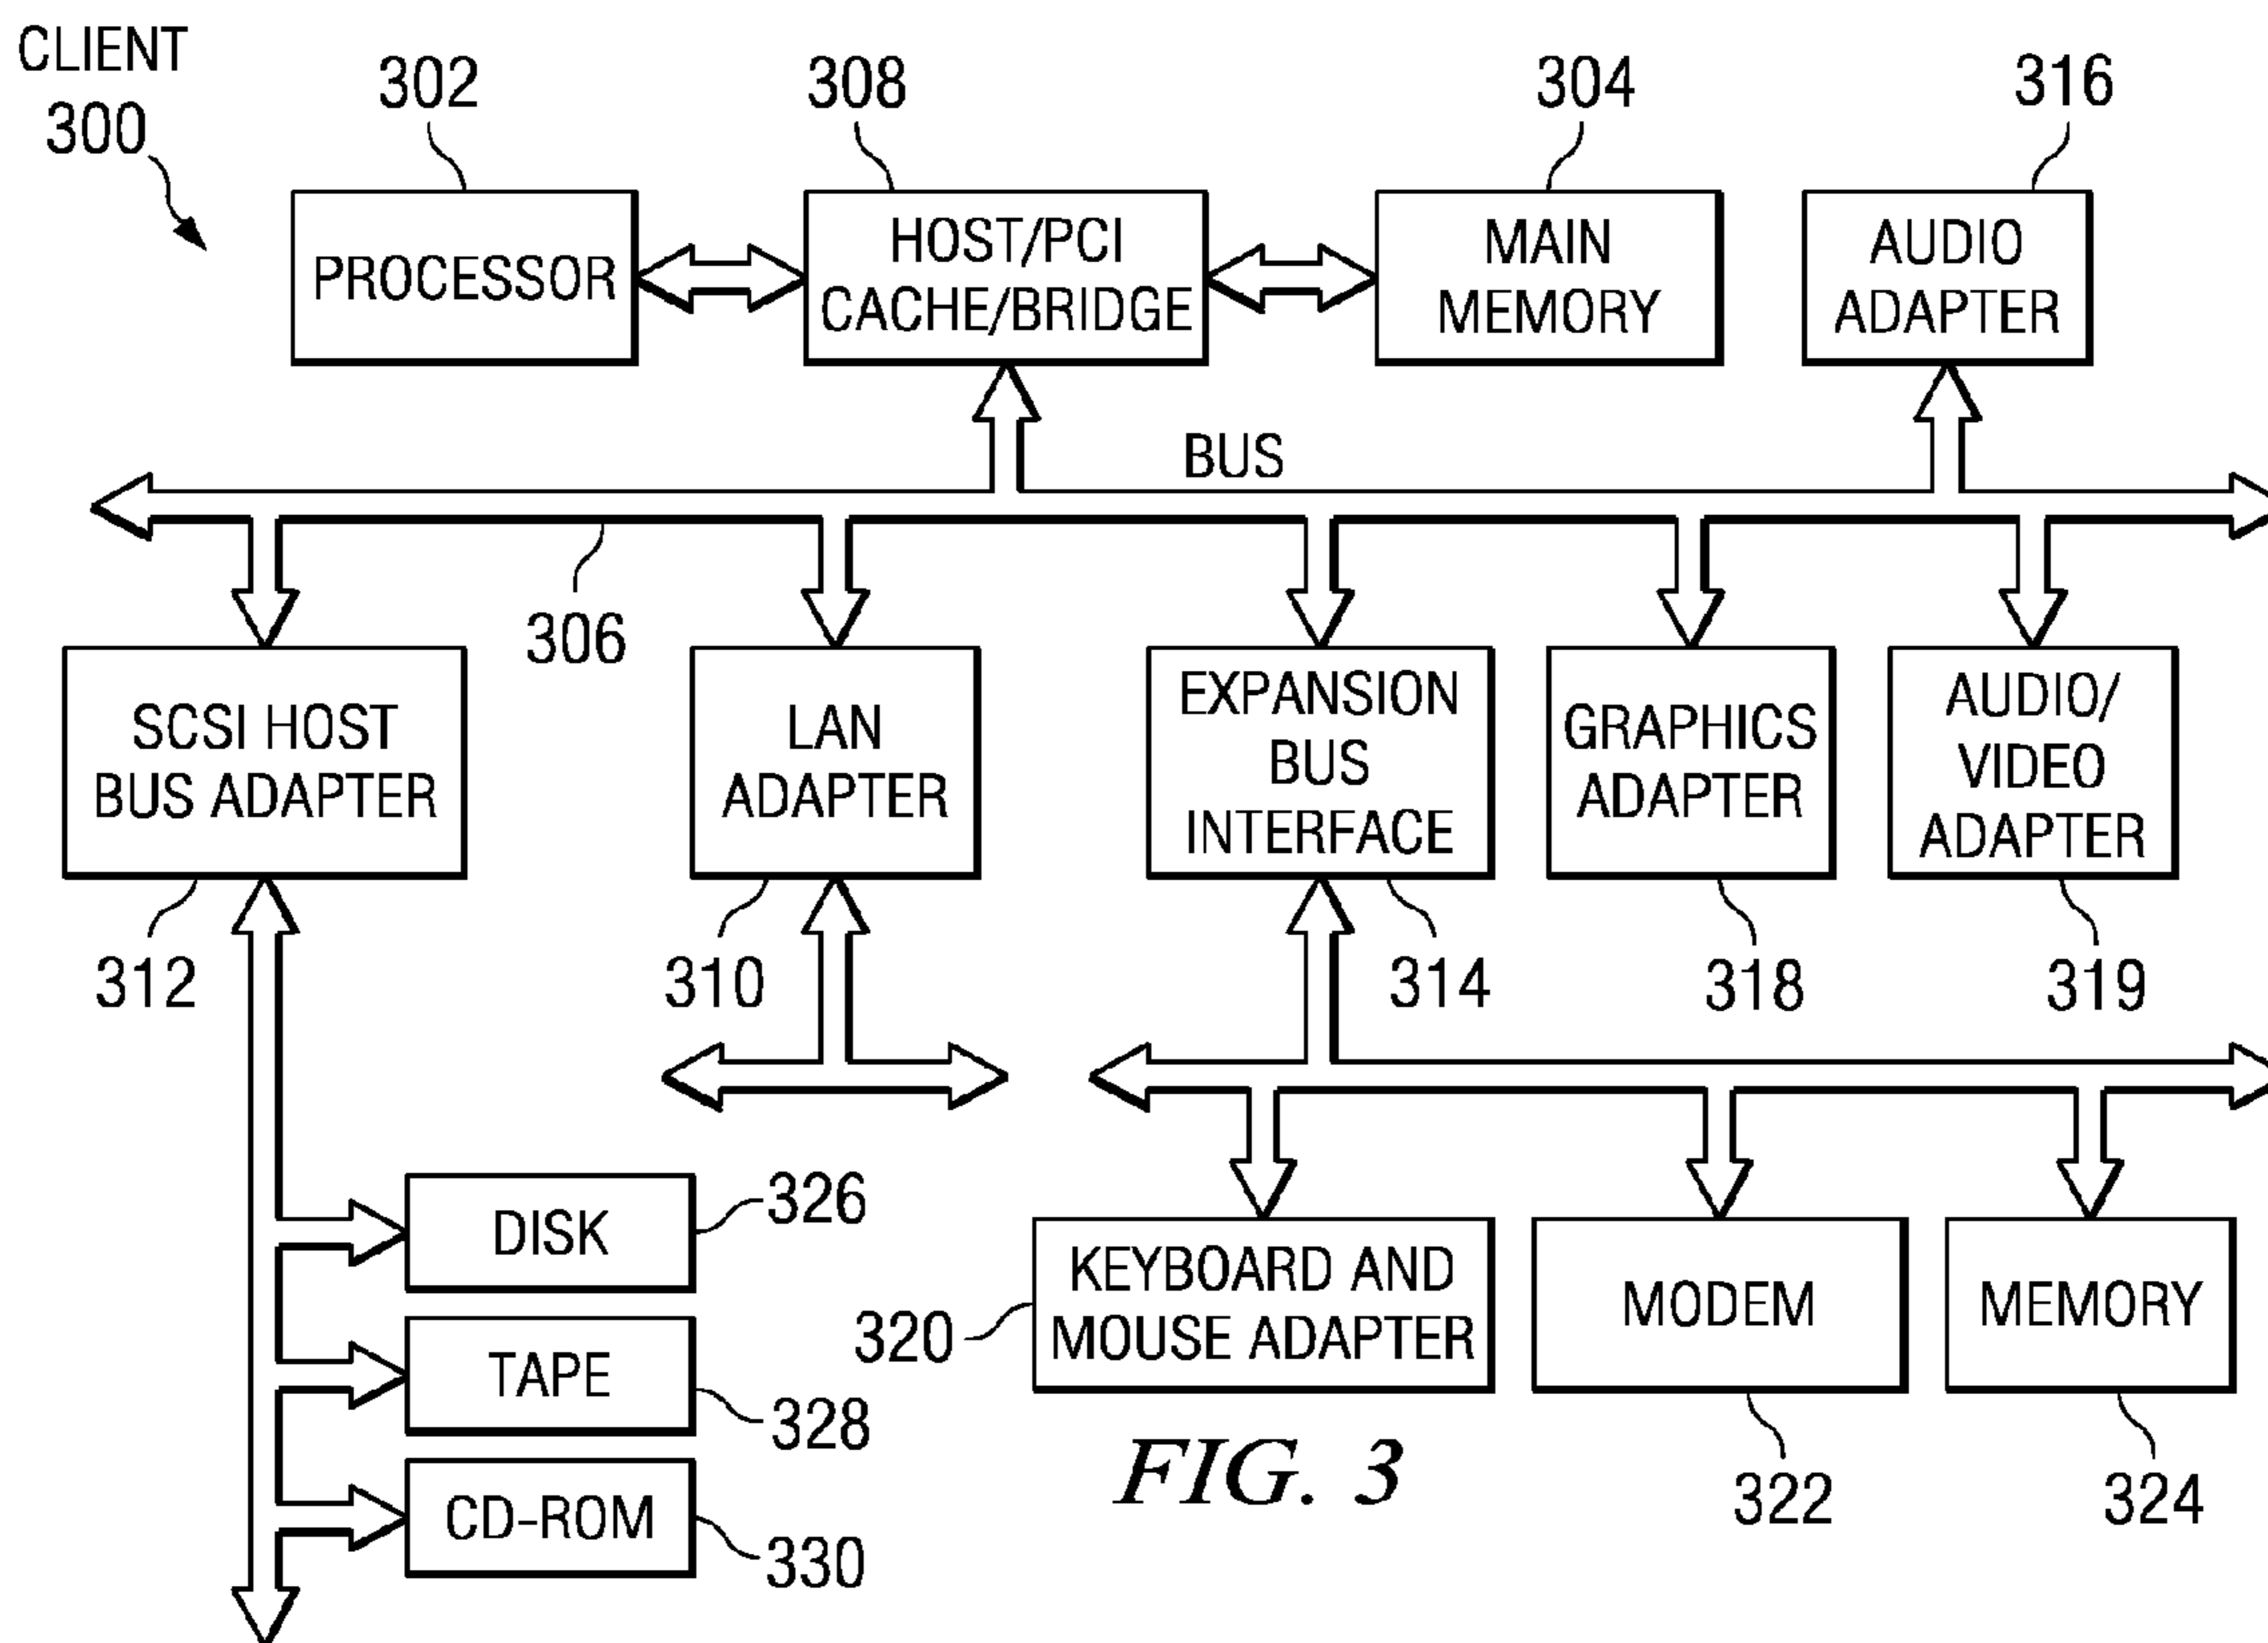 CLIENT
300
302
308
304
316
PROCESSOR
HOST/PCI
CACHE/BRIDGE
MAIN
MEMORY
AUDIO
ADAPTER
BUS
306
SCSI HOST
BUS ADAPTER
LAN
ADAPTER
EXPANSION
BUS
INTERFACE
GRAPHICS
ADAPTER
AUDIO/
VIDEO
ADAPTER
312
310
314
318
319
DISK
326
TAPE
328
CD-ROM
330
320
KEYBOARD AND
MOUSE ADAPTER
MODEM
MEMORY
322
324
FIG. 3